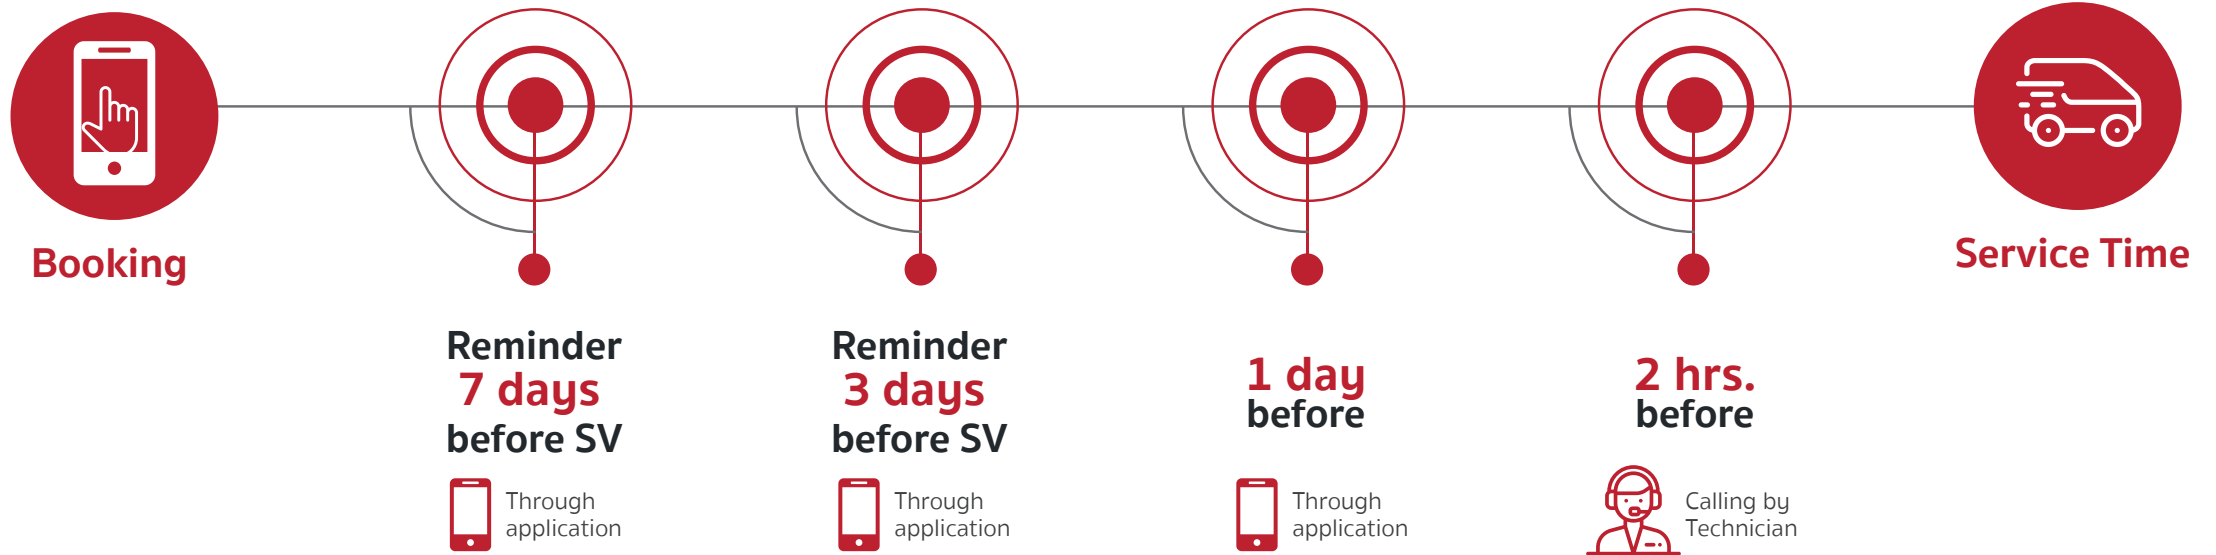 Booking
Reminder
7 days
before SV
Through
application
Reminder
3 days
before SV
Through
application
1 day
before
Through
application
2 hrs.
before
Calling by
Technician
Service Time